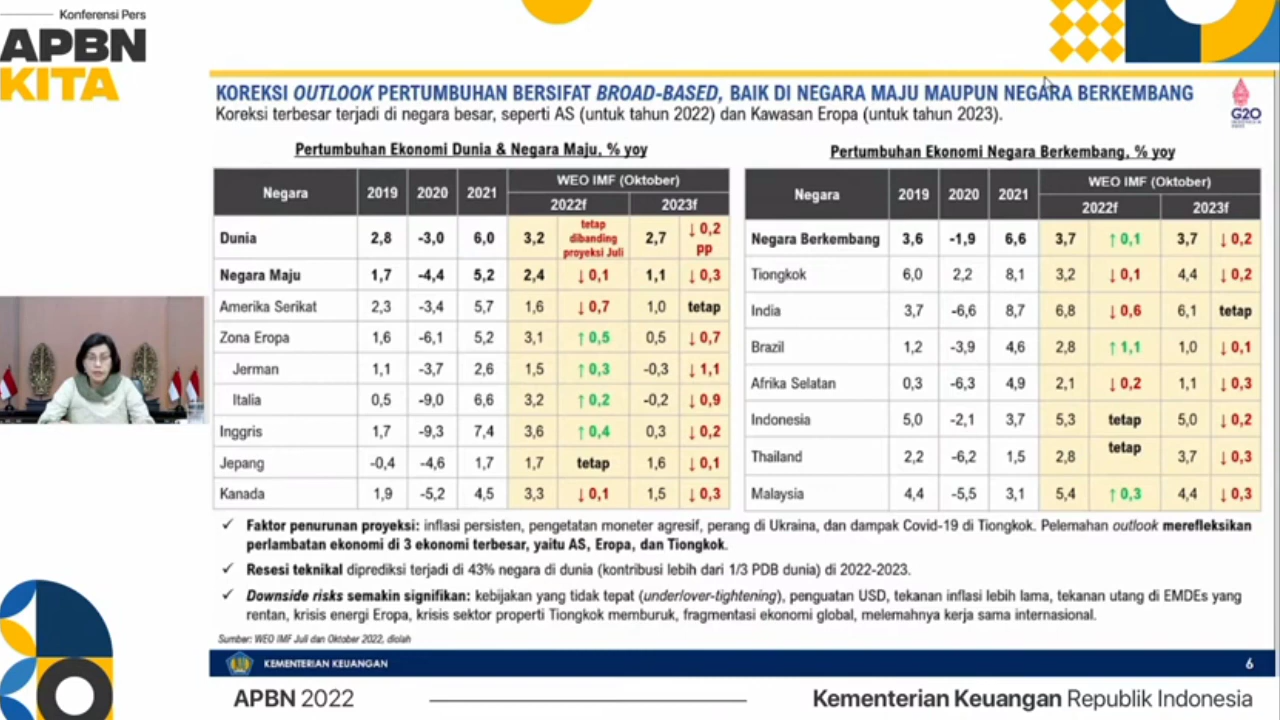 Konferensi Pers
APBN
KITA
KOREKSI OUTLOOK PERTUMBUHAN BERSIFAT BROAD-BASED, BAIK DI NEGARA MAJU MAUPUN NEGARA BERKEMBANG
Koreksi terbesar terjadi di negara besar, seperti AS (untuk tahun 2022) dan Kawasan Eropa (untuk tahun 2023).
G20
Pertumbuhan Ekonomi Dunia & Negara Maju, % yoy
Negara 2019 2020 2021 WEO IMF (Oktober)
2022f 2023f
Dunia 2,8 -3,0 6,0 3,2 tetap dibanding proyeksi Juli 2,7 ↓ 0,2 pp
Negara Maju 1,7 -4,4 5,2 2,4 ↓ 0,1 1,1 ↓ 0,3
Amerika Serikat 2,3 -3,4 5,7 1,6 ↓ 0,7 1,0 tetap
Zona Eropa 1,6 -6,1 5,2 3,1 ↑ 0,5 0,5 ↓ 0,7
Jerman 1,1 -3,7 2,6 1,5 ↑ 0,3 -0,3 ↓ 1,1
Italia 0,5 -9,0 6,6 3,2 ↑ 0,2 -0,2 ↓ 0,9
Inggris 1,7 -9,3 7,4 3,6 ↑ 0,4 0,3 ↓ 0,2
Jepang -0,4 -4,6 1,7 1,7 tetap 1,6 ↓ 0,1
Kanada 1,9 -5,2 4,5 3,3 ↓ 0,1 1,5 ↓ 0,3
Pertumbuhan Ekonomi Negara Berkembang, % yoy
Negara 2019 2020 2021 WEO IMF (Oktober)
2022f 2023f
Negara Berkembang 3,6 -1,9 6,6 3,7 ↑ 0,1 3,7 ↓ 0,2
Tiongkok 6,0 2,2 8,1 3,2 ↓ 0,1 4,4 ↓ 0,2
India 3,7 -6,6 8,7 6,8 ↓ 0,6 6,1 tetap
Brazil 1,2 -3,9 4,6 2,8 ↑ 1,1 1,0 ↓ 0,1
Afrika Selatan 0,3 -6,3 4,9 2,1 ↓ 0,2 1,1 ↓ 0,3
Indonesia 5,0 -2,1 3,7 5,3 tetap 5,0 ↓ 0,2
Thailand 2,2 -6,2 1,5 2,8 tetap 3,7 ↓ 0,3
Malaysia 4,4 -5,5 3,1 5,4 ↑ 0,3 4,4 ↓ 0,3
✓ Faktor penurunan proyeksi: inflasi persisten, pengetatan moneter agresif, perang di Ukraina, dan dampak Covid-19 di Tiongkok. Pelemahan outlook merefleksikan
perlambatan ekonomi di 3 ekonomi terbesar, yaitu AS, Eropa, dan Tiongkok.
✓ Resesi teknikal diprediksi terjadi di 43% negara di dunia (kontribusi lebih dari 1/3 PDB dunia) di 2022-2023.
✓ Downside risks semakin signifikan: kebijakan yang tidak tepat (under/over-tightening), penguatan USD, tekanan inflasi lebih lama, tekanan utang di EMDEs yang
rentan, krisis energi Eropa, krisis sektor properti Tiongkok memburuk, fragmentasi ekonomi global, melemahnya kerja sama internasional.
Sumber: WEO IMF Juli dan Oktober 2022, diolah
KEMENTERIAN KEUANGAN 6
APBN 2022 Kementerian Keuangan Republik Indonesia